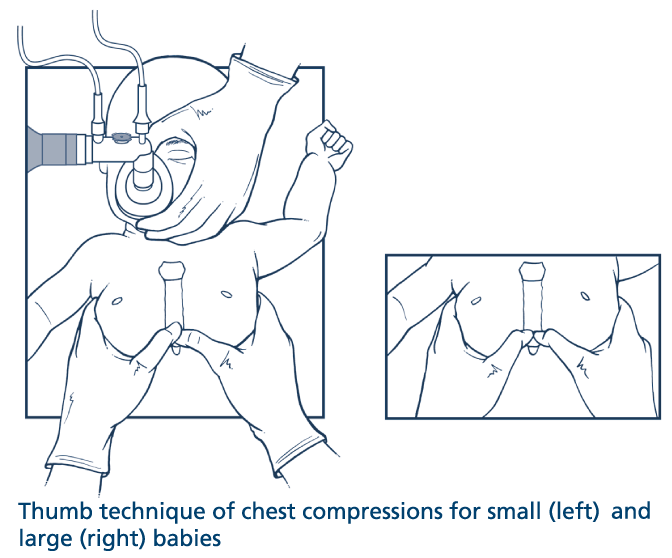 Thumb technique of chest compressions for small (left) and
large (right) babies